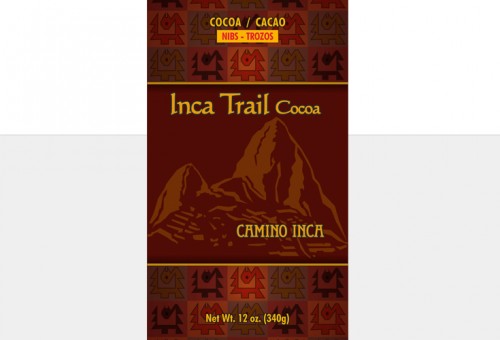 COCOA / CACAO
NIBS - TROZOS
Inca Trail Cocoa
CAMINO INCA
Net Wt. 12 oz. (340g)